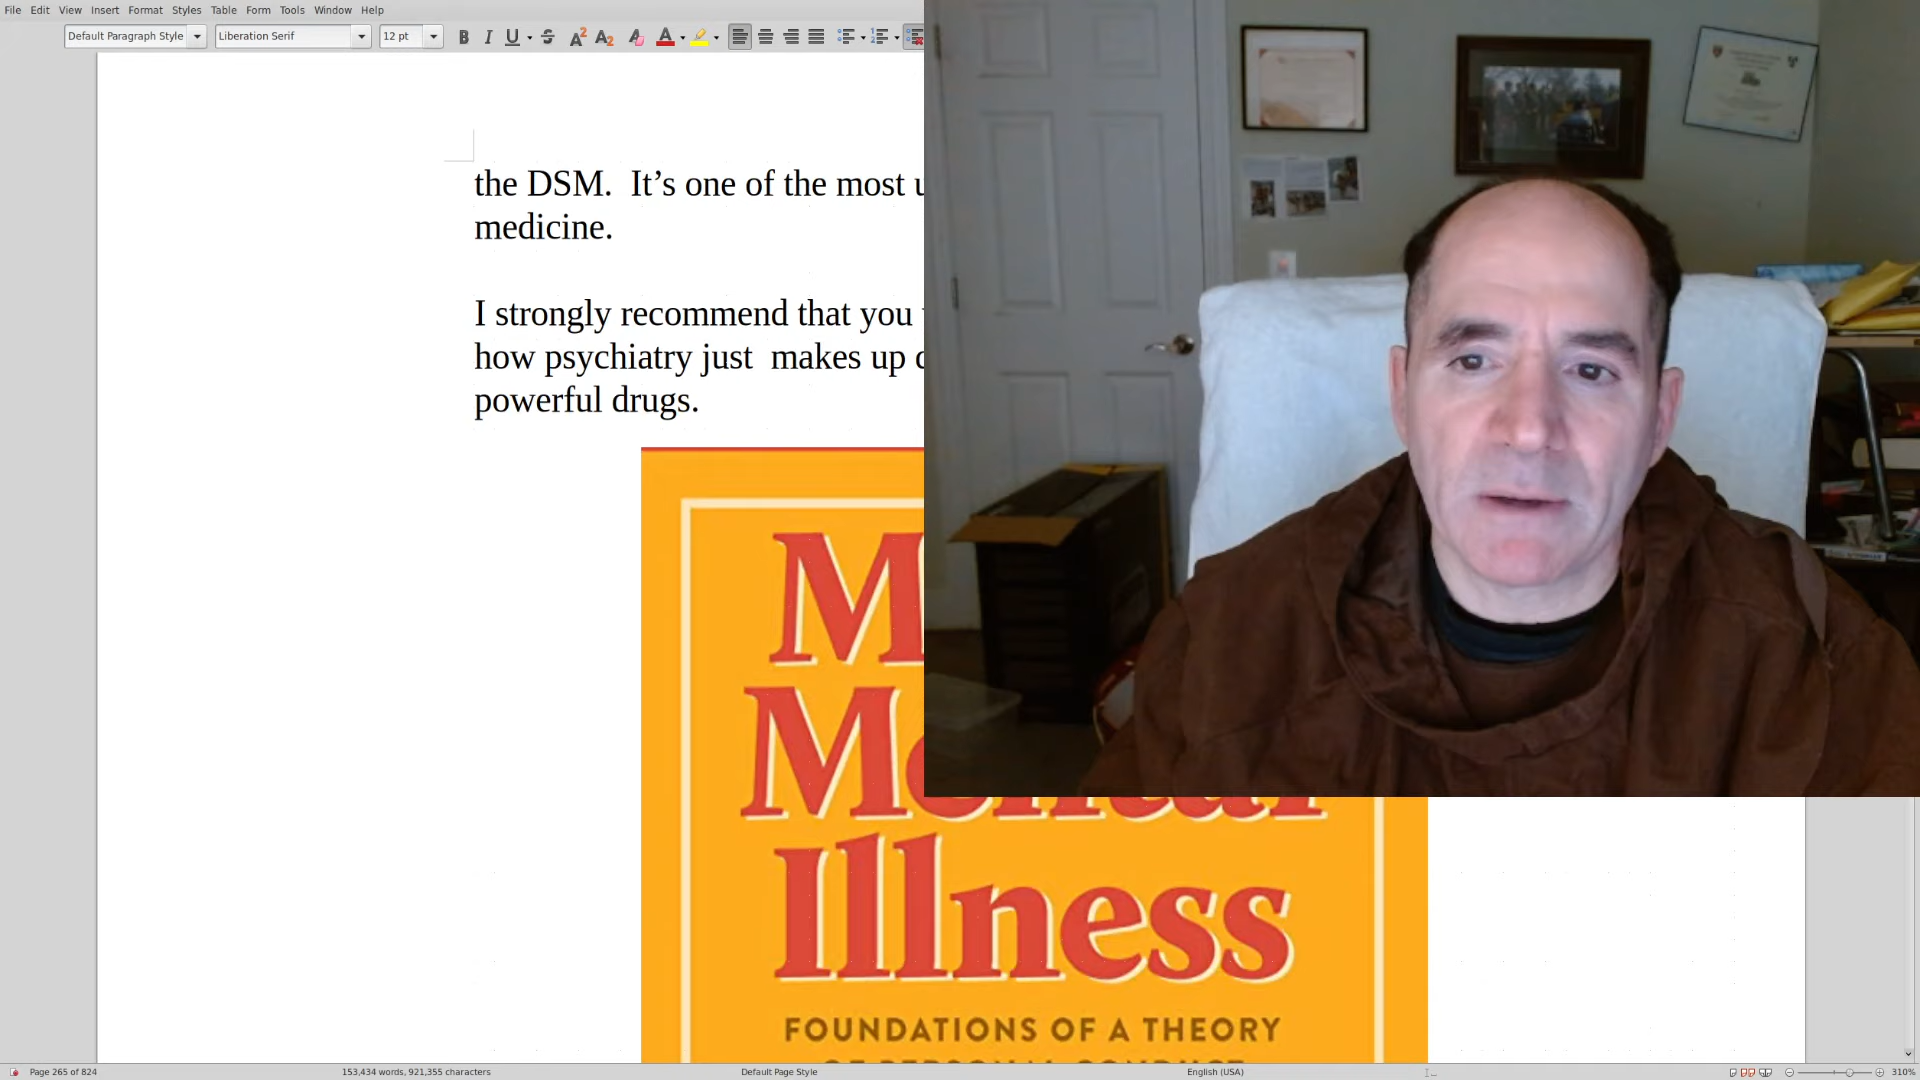 File Edit View Insert Format Styles Table Form Tools Window Help
Default Paragraph Style Liberation Serif 12 pt
the DSM.  It’s one of the most
medicine.
I strongly recommend that you
how psychiatry just  makes up
powerful drugs.
Illness
FOUNDATIONS OF A THEORY
Page 265 of 824 153,434 words, 921,355 characters Default Page Style English (USA) 310%